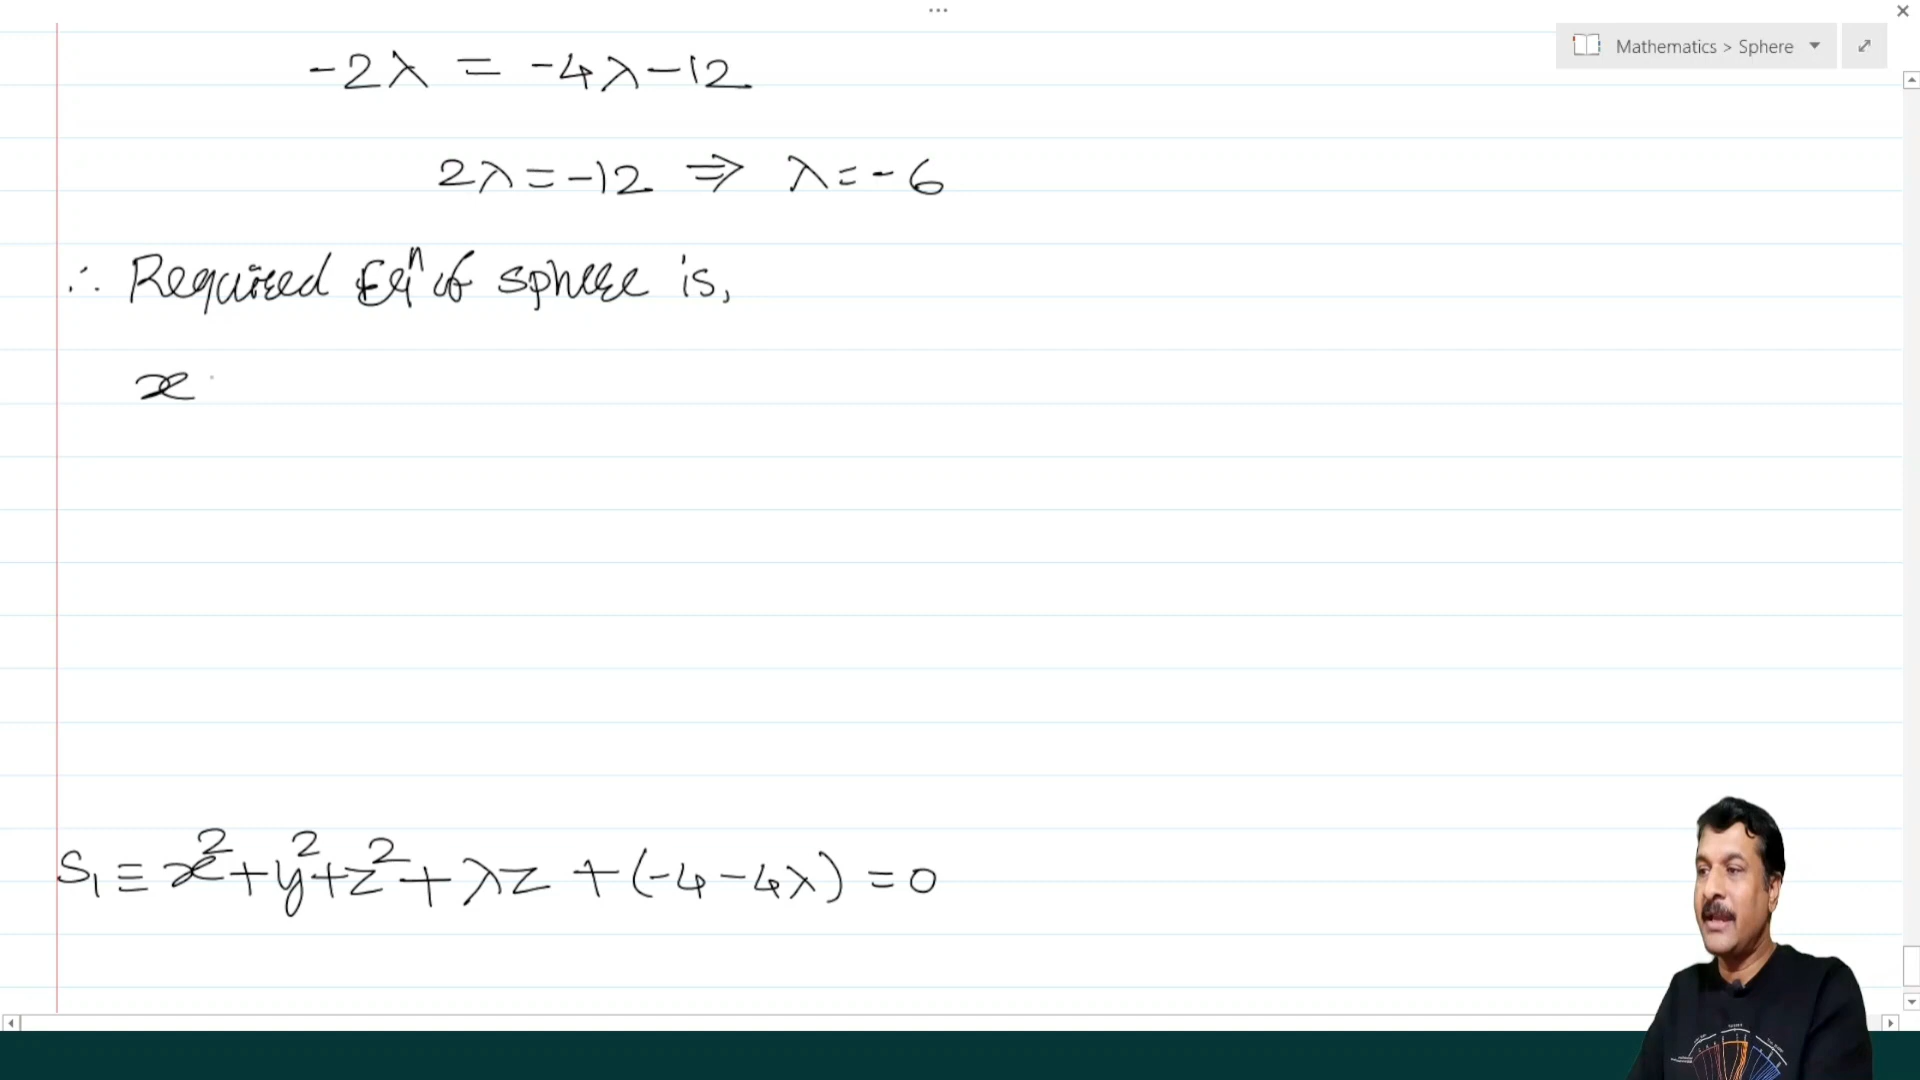 Mathematics > Sphere
-2λ = -4λ-12
2λ = -12 ⇒ λ = -6
∴ Required Eqⁿ of sphere is,
x
S₁ ≡ x²+y²+z²+λz +(-4-4λ) = 0